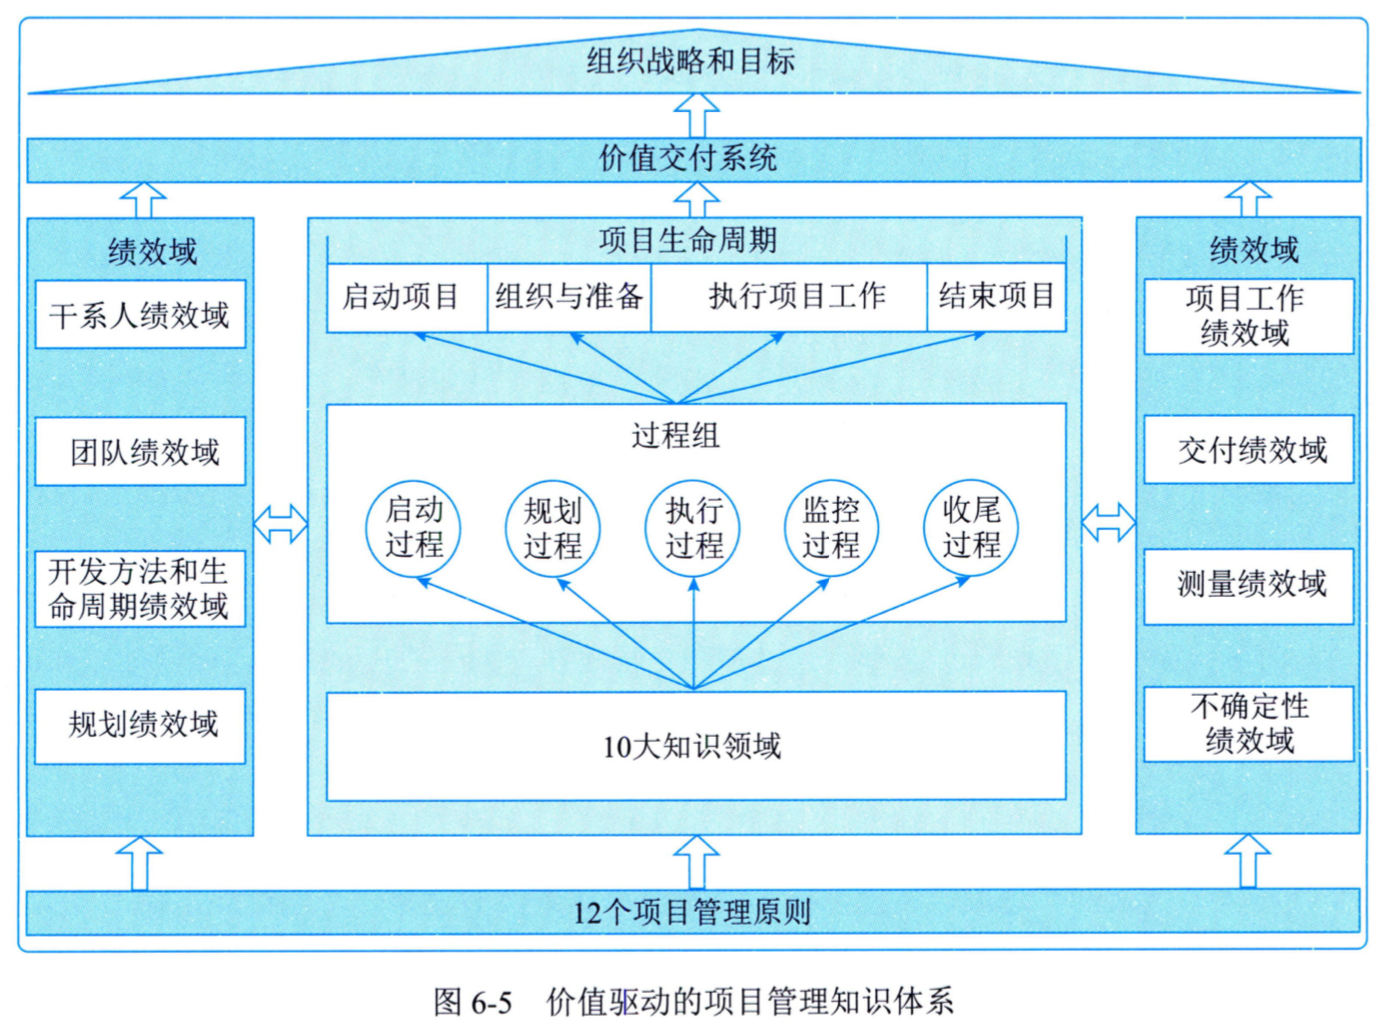 组织战略和目标
价值交付系统
绩效域
干系人绩效域
团队绩效域
开发方法和生
命周期绩效域
规划绩效域
项目生命周期
启动项目
组织与准备
执行项目工作
结束项目
过程组
启动
过程
规划
过程
执行
过程
监控
过程
收尾
过程
10大知识领域
绩效域
项目工作
绩效域
交付绩效域
测量绩效域
不确定性
绩效域
12个项目管理原则
图 6-5 价值驱动的项目管理知识体系